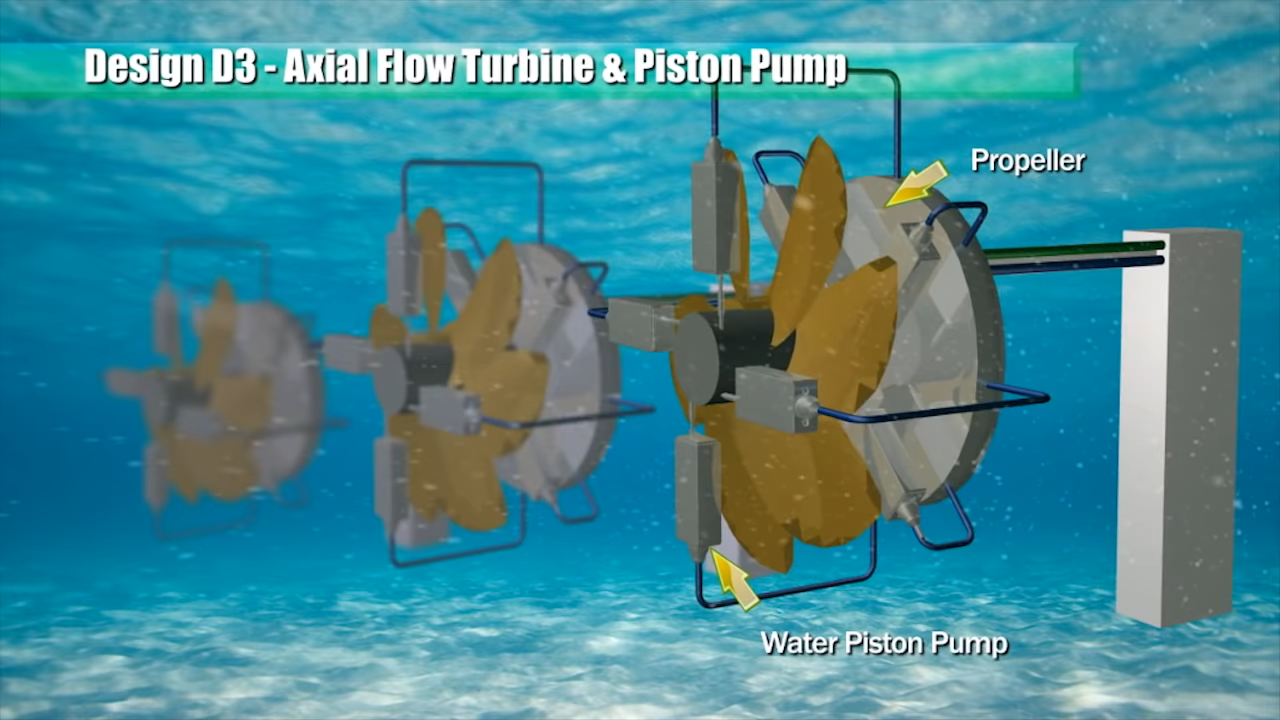 Design D3 - Axial Flow Turbine & Piston Pump
Propeller
Water Piston Pump